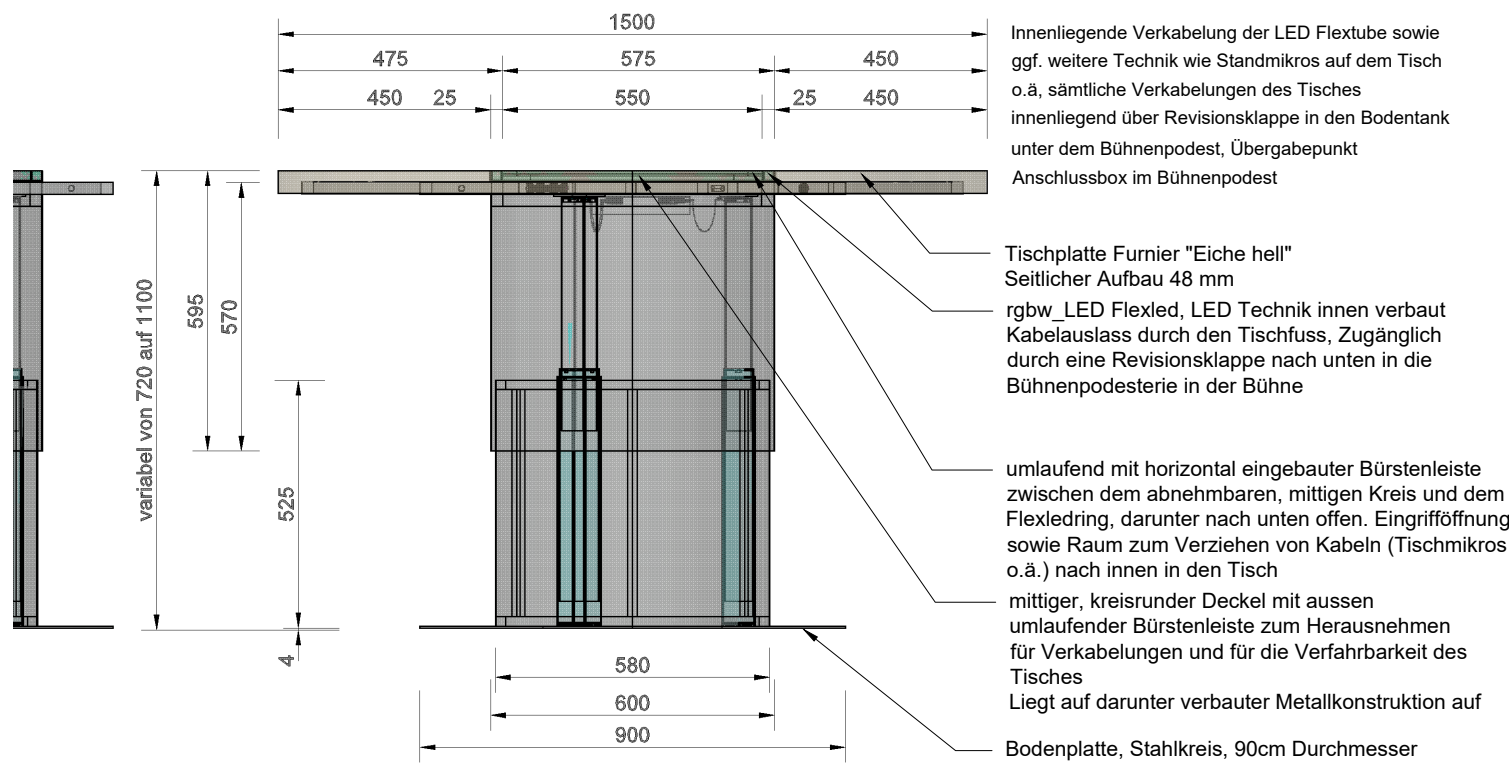 1500
475 575 450
450 25 550 25 450
Innenliegende Verkabelung der LED Flextube sowie
ggf. weitere Technik wie Standmikros auf dem Tisch
o.ä, sämtliche Verkabelungen des Tisches
innenliegend über Revisionsklappe in den Bodentank
unter dem Bühnenpodest, Übergabepunkt
Anschlussbox im Bühnenpodest
Tischplatte Furnier "Eiche hell"
Seitlicher Aufbau 48 mm
rgbw_LED Flexled, LED Technik innen verbaut
Kabelauslass durch den Tischfuss, Zugänglich
durch eine Revisionsklappe nach unten in die
Bühnenpodesterie in der Bühne
umlaufend mit horizontal eingebauter Bürstenleiste
zwischen dem abnehmbaren, mittigen Kreis und dem
Flexledring, darunter nach unten offen. Eingrifföffnung
sowie Raum zum Verziehen von Kabeln (Tischmikros
o.ä.) nach innen in den Tisch
mittiger, kreisrunder Deckel mit aussen
umlaufender Bürstenleiste zum Herausnehmen
für Verkabelungen und für die Verfahrbarkeit des
Tisches
Liegt auf darunter verbauter Metallkonstruktion auf
Bodenplatte, Stahlkreis, 90cm Durchmesser
variabel von 720 auf 1100
595
570
525
4
580
600
900